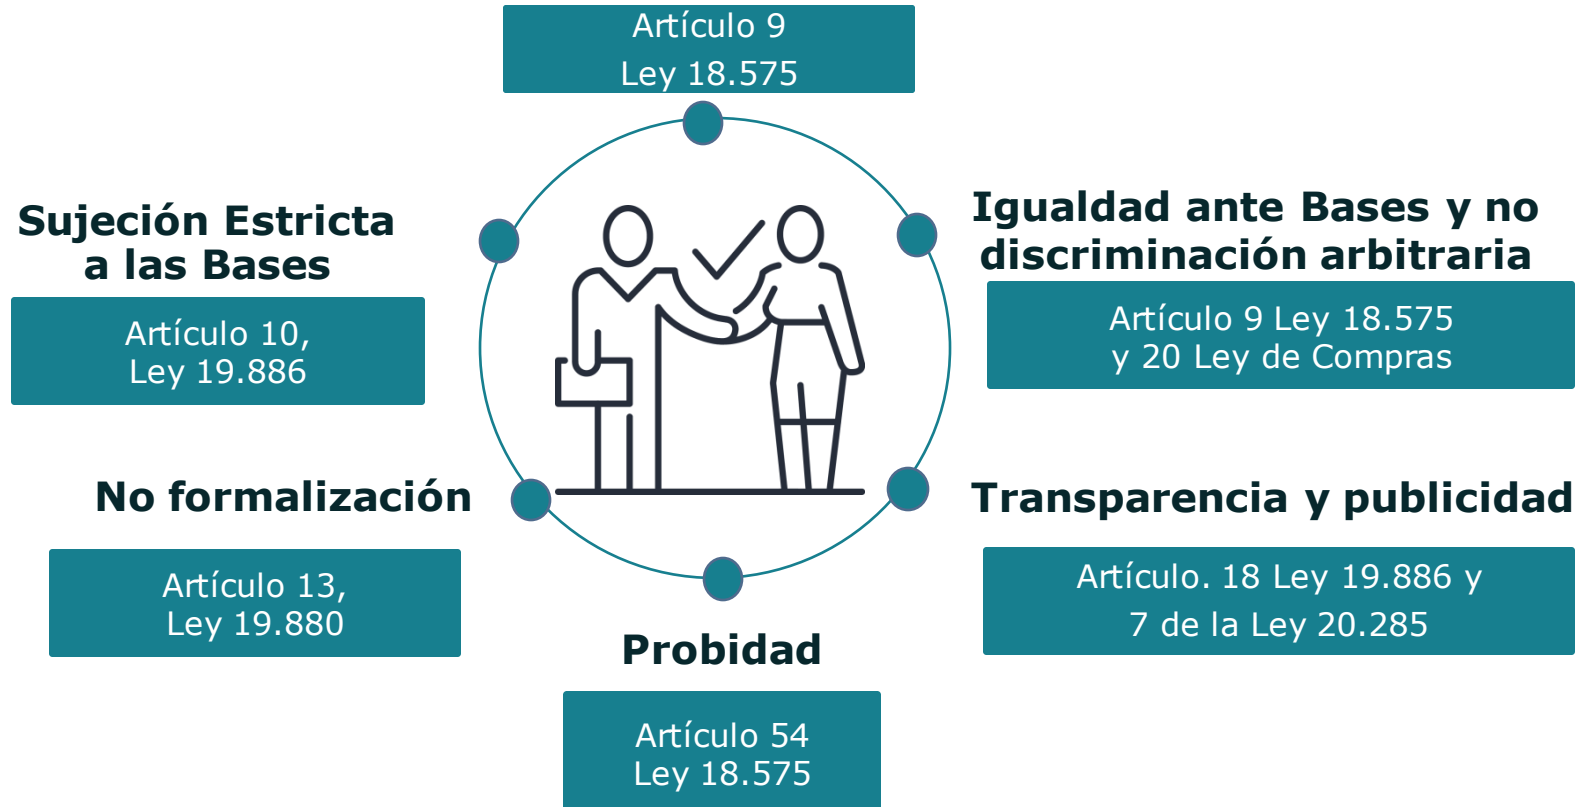 Artículo 9
Ley 18.575
Sujeción Estricta
a las Bases
Artículo 10,
Ley 19.886
Igualdad ante Bases y no
discriminación arbitraria
Artículo 9 Ley 18.575
y 20 Ley de Compras
No formalización
Artículo 13,
Ley 19.880
Transparencia y publicidad
Artículo. 18 Ley 19.886 y
7 de la Ley 20.285
Probidad
Artículo 54
Ley 18.575